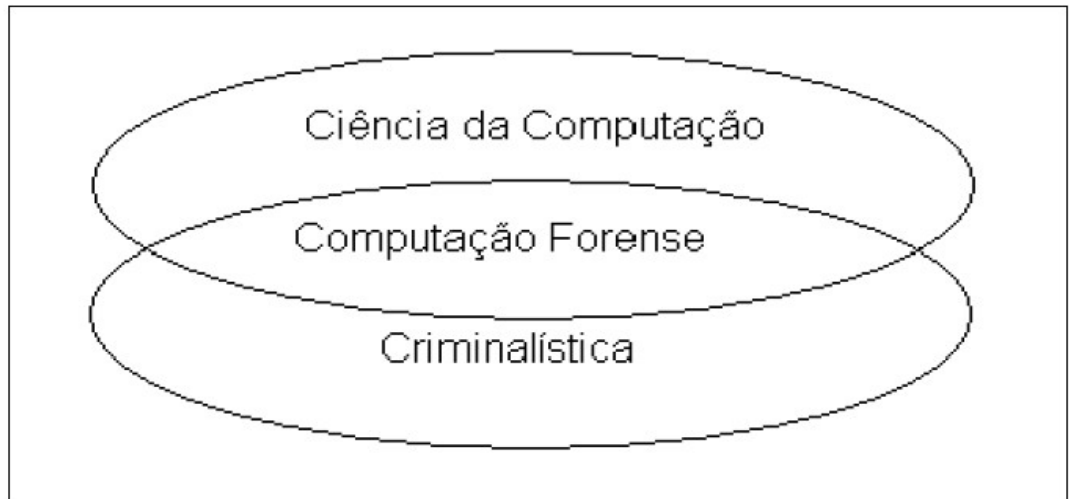 Ciência da Computação
Computação Forense
Criminalística